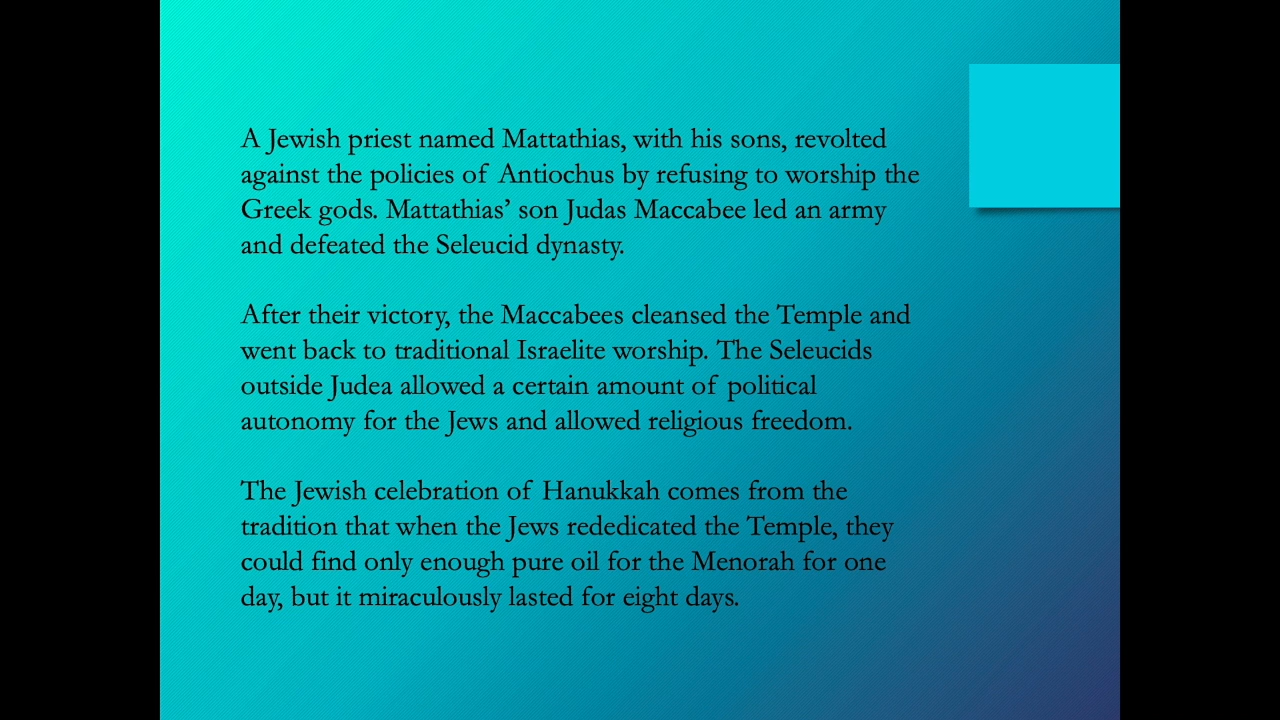 A Jewish priest named Mattathias, with his sons, revolted
against the policies of Antiochus by refusing to worship the
Greek gods. Mattathias’ son Judas Maccabee led an army
and defeated the Seleucid dynasty.
After their victory, the Maccabees cleansed the Temple and
went back to traditional Israelite worship. The Seleucids
outside Judea allowed a certain amount of political
autonomy for the Jews and allowed religious freedom.
The Jewish celebration of Hanukkah comes from the
tradition that when the Jews rededicated the Temple, they
could find only enough pure oil for the Menorah for one
day, but it miraculously lasted for eight days.